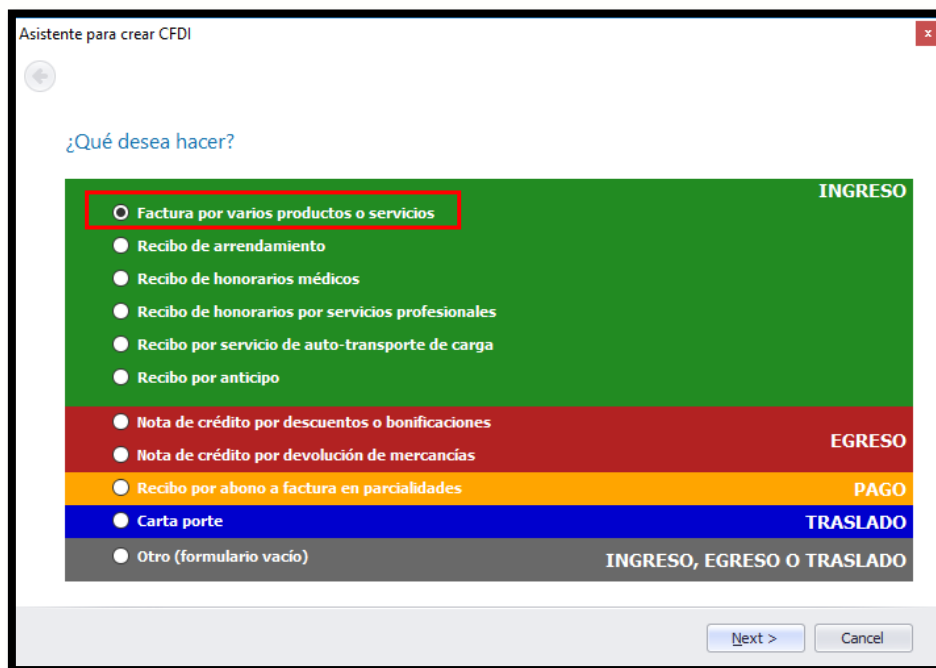 Asistente para crear CFDI
x
¿Qué desea hacer?
INGRESO
Factura por varios productos o servicios
Recibo de arrendamiento
Recibo de honorarios médicos
Recibo de honorarios por servicios profesionales
Recibo por servicio de auto-transporte de carga
Recibo por anticipo
Nota de crédito por descuentos o bonificaciones
EGRESO
Nota de crédito por devolución de mercancías
Recibo por abono a factura en parcialidades PAGO
Carta porte TRASLADO
Otro (formulario vacío) INGRESO, EGRESO O TRASLADO
Next > Cancel